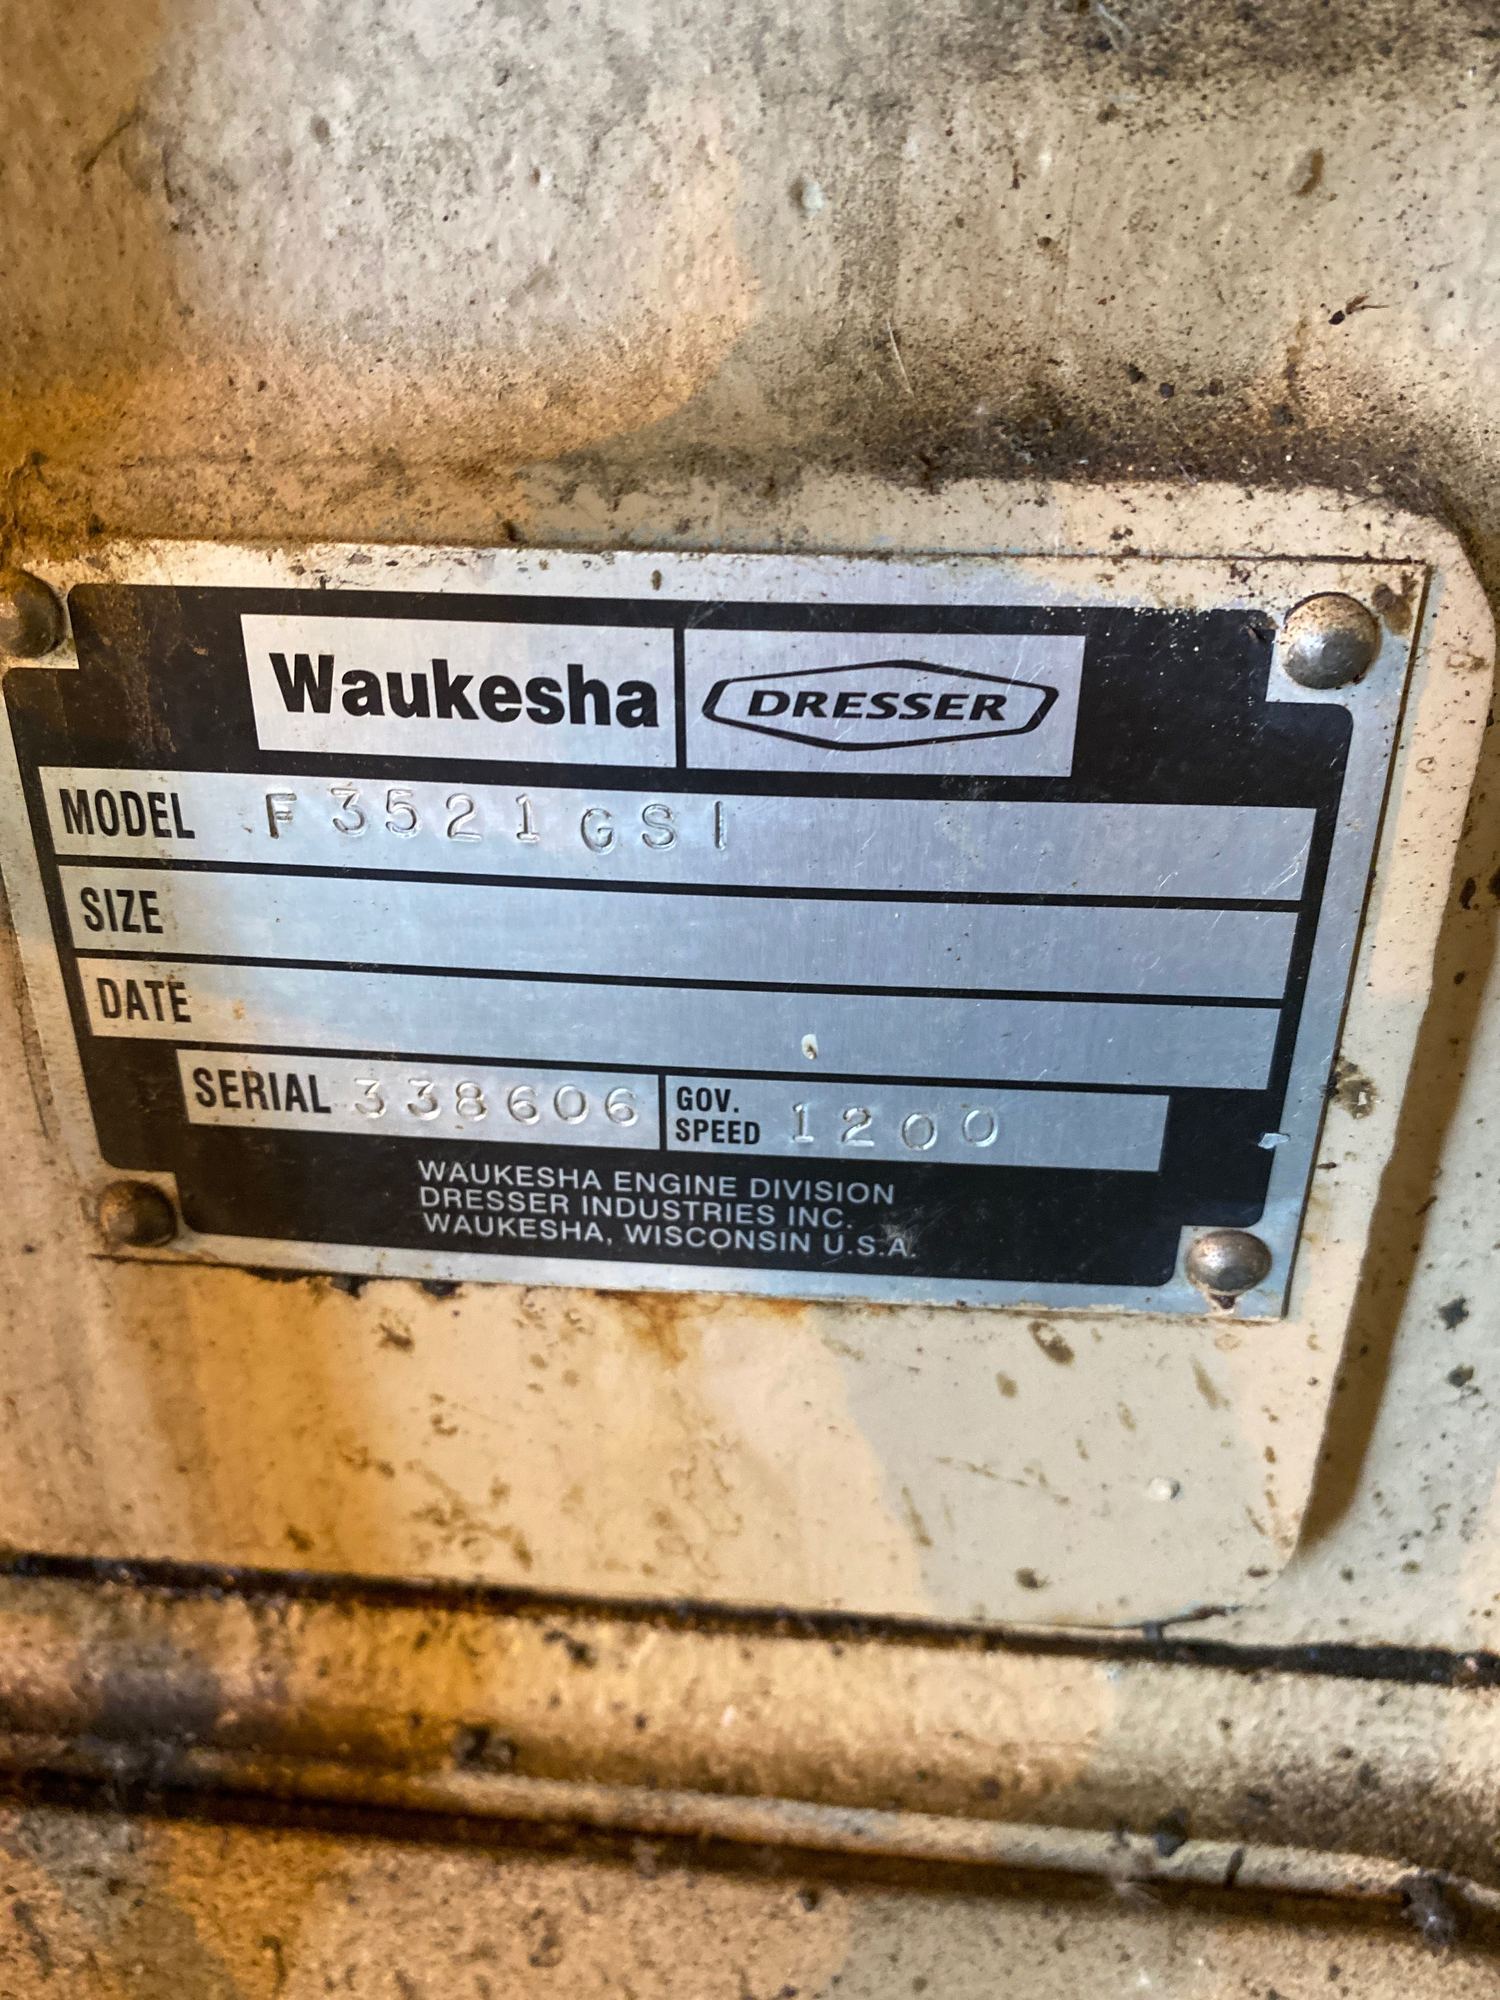 Waukesha DRESSER
MODEL F3521GSI
SIZE
DATE
SERIAL 338606 GOV. SPEED 1200
WAUKESHA ENGINE DIVISION
DRESSER INDUSTRIES INC.
WAUKESHA, WISCONSIN U.S.A.